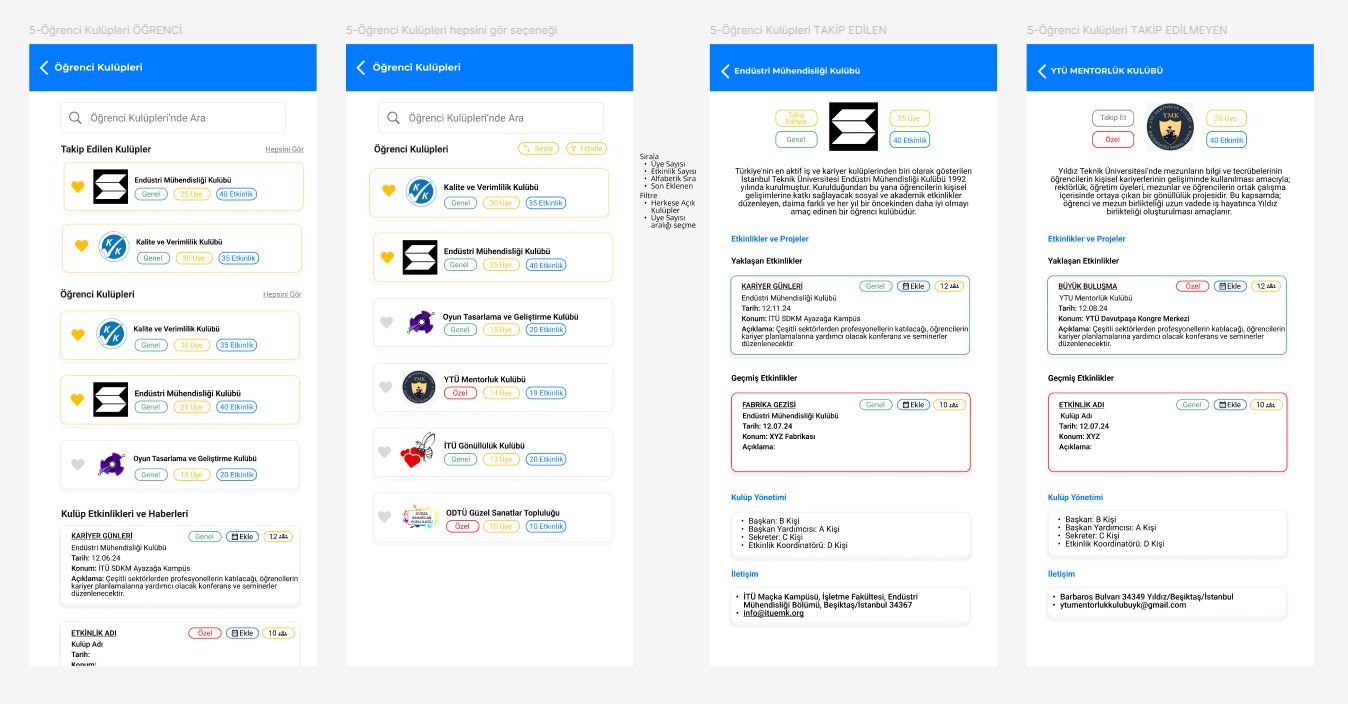 5-Öğrenci Kulüpleri ÖĞRENCİ
Öğrenci Kulüpleri
Öğrenci Kulüpleri'nde Ara
Takip Edilen Kulüpler
Hepsini Gör
Endüstri Mühendisliği Kulübü
Genel
25 Üye
40 Etkinlik
Kalite ve Verimlilik Kulübü
Genel
30 Üye
35 Etkinlik
Öğrenci Kulüpleri
Hepsini Gör
Kalite ve Verimlilik Kulübü
Genel
30 Üye
35 Etkinlik
Endüstri Mühendisliği Kulübü
Genel
25 Üye
40 Etkinlik
Oyun Tasarlama ve Geliştirme Kulübü
Genel
15 Üye
20 Etkinlik
Kulüp Etkinlikleri ve Haberleri
KARİYER GÜNLERİ
Genel
Ekle
12
Endüstri Mühendisliği Kulübü
Tarih: 12.06.24
Konum: İTÜ SDKM Ayazağa Kampüs
Açıklama: Çeşitli sektörlerden profesyonellerin katılacağı, öğrencilerin
kariyer planlamalarına yardımcı olacak konferans ve seminerler
düzenlenecektir.
ETKİNLİK ADI
Özel
Ekle
10
Kulüp Adı
Tarih:
Konum:
5-Öğrenci Kulüpleri hepsini gör seçeneği
Öğrenci Kulüpleri
Öğrenci Kulüpleri'nde Ara
Öğrenci Kulüpleri
Sırala
Filtrele
Kalite ve Verimlilik Kulübü
Genel
30 Üye
35 Etkinlik
Endüstri Mühendisliği Kulübü
Genel
25 Üye
40 Etkinlik
Oyun Tasarlama ve Geliştirme Kulübü
Genel
15 Üye
20 Etkinlik
YTÜ Mentorluk Kulübü
Özel
14 Üye
19 Etkinlik
İTÜ Gönüllülük Kulübü
Genel
13 Üye
20 Etkinlik
ODTÜ Güzel Sanatlar Topluluğu
Özel
10 Üye
10 Etkinlik
Sırala
• Üye Sayısı
• Etkinlik Sayısı
• Alfabetik Sıra
• Son Eklenen
Filtre
• Herkese Açık
Kulüpler
• Üye Sayısı
aralığı seçme
5-Öğrenci Kulüpleri TAKİP EDİLEN
Endüstri Mühendisliği Kulübü
Takip
Ediliyor
Genel
25 Üye
40 Etkinlik
Türkiye'nin en aktif iş ve kariyer kulüplerinden biri olarak gösterilen
İstanbul Teknik Üniversitesi Endüstri Mühendisliği Kulübü 1992
yılında kurulmuştur. Kurulduğundan bu yana öğrencilerin kişisel
gelişimlerine katkı sağlayacak sosyal ve akademik etkinlikler
düzenleyen, daima farklı ve her yıl bir öncekinden daha iyi olmayı
amaç edinen bir öğrenci kulübüdür.
Etkinlikler ve Projeler
Yaklaşan Etkinlikler
KARİYER GÜNLERİ
Genel
Ekle
12
Endüstri Mühendisliği Kulübü
Tarih: 12.11.24
Konum: İTÜ SDKM Ayazağa Kampüs
Açıklama: Çeşitli sektörlerden profesyonellerin katılacağı, öğrencilerin
kariyer planlamalarına yardımcı olacak konferans ve seminerler
düzenlenecektir.
Geçmiş Etkinlikler
FABRİKA GEZİSİ
Genel
Ekle
10
Endüstri Mühendisliği Kulübü
Tarih: 12.07.24
Konum: XYZ Fabrikası
Açıklama:
Kulüp Yönetimi
• Başkan: B Kişi
• Başkan Yardımcısı: A Kişi
• Sekreter: C Kişi
• Etkinlik Koordinatörü: D Kişi
İletişim
• İTÜ Maçka Kampüsü, İşletme Fakültesi, Endüstri
Mühendisliği Bölümü, Beşiktaş/İstanbul 34367
• info@ituemk.org
5-Öğrenci Kulüpleri TAKİP EDİLMEYEN
YTÜ MENTORLÜK KULÜBÜ
Takip Et
Özel
YMK
25 Üye
40 Etkinlik
Yıldız Teknik Üniversitesi'nde mezunların bilgi ve tecrübelerinin
öğrencilerin kişisel kariyerlerinin gelişiminde kullanılması amacıyla;
rektörlük, öğretim üyeleri, mezunlar ve öğrencilerin ortak çalışma
içerisinde ortaya çıkan bir gönüllülük projesidir. Bu kapsamda;
öğrenci ve mezun birlikteliği uzun vadede iş hayatınca Yıldız
birlikteliği oluşturulması amaçlanır.
Etkinlikler ve Projeler
Yaklaşan Etkinlikler
BÜYÜK BULUŞMA
Özel
Ekle
12
YTU Mentorluk Kulübü
Tarih: 12.08.24
Konum: YTÜ Davutpaşa Kongre Merkezi
Açıklama: Çeşitli sektörlerden profesyonellerin katılacağı, öğrencilerin
kariyer planlamalarına yardımcı olacak konferans ve seminerler
düzenlenecektir.
Geçmiş Etkinlikler
ETKİNLİK ADI
Genel
Ekle
10
Kulüp Adı
Tarih: 12.07.24
Konum: XYZ
Açıklama:
Kulüp Yönetimi
• Başkan: B Kişi
• Başkan Yardımcısı: A Kişi
• Sekreter: C Kişi
• Etkinlik Koordinatörü: D Kişi
İletişim
• Barbaros Bulvarı 34349 Yıldız/Beşiktaş/İstanbul
• ytumentorlukkulubuyk@gmail.com